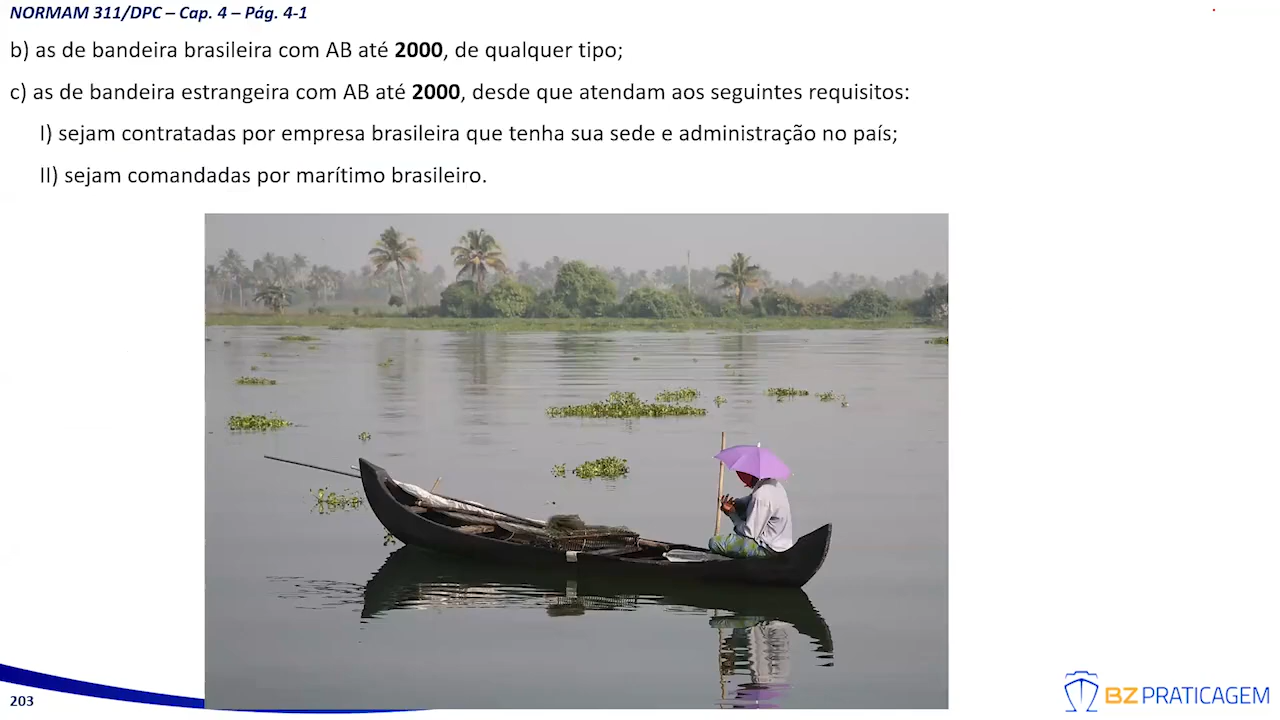 NORMAM 311/DPC – Cap. 4 – Pág. 4-1
b) as de bandeira brasileira com AB até 2000, de qualquer tipo;
c) as de bandeira estrangeira com AB até 2000, desde que atendam aos seguintes requisitos:
I) sejam contratadas por empresa brasileira que tenha sua sede e administração no país;
II) sejam comandadas por marítimo brasileiro.
203
BZ PRATICAGEM